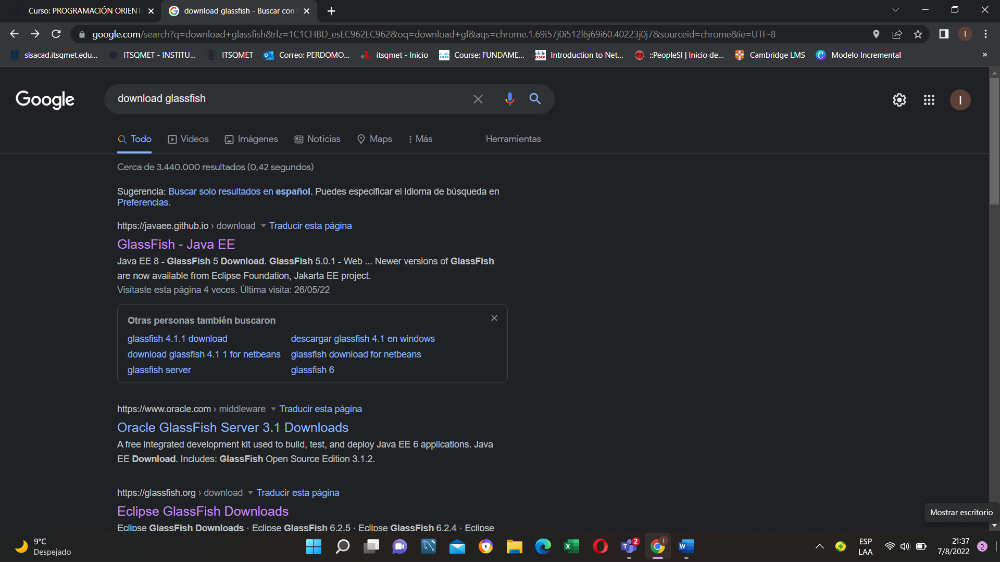 Curso: PROGRAMACIÓN ORIENT
download glassfish - Buscar con
google.com/search?q=download+glassfish&rlz=1C1CHBD_esEC962EC962&oq=download+gl&aqs=chrome.1.69i57j0i512l6j69i60.40223j0j7&sourceid=chrome&ie=UTF-8
I
sisacad.itsqmet.edu...
ITSQMET - INSTITU...
ITSQMET
Correo: PERDOMO...
itsqmet - Inicio
Course: FUNDAME...
Introduction to Net...
::PeopleSI | Inicio de...
Cambridge LMS
Modelo Incremental
»
Google
download glassfish
I
Todo
Videos
Imágenes
Noticias
Maps
Más
Herramientas
Cerca de 3.440.000 resultados (0,42 segundos)
Sugerencia: Buscar solo resultados en español. Puedes especificar el idioma de búsqueda en
Preferencias.
https://javaee.github.io › download
Traducir esta página
GlassFish - Java EE
Java EE 8 - GlassFish 5 Download. GlassFish 5.0.1 - Web ... Newer versions of GlassFish
are now available from Eclipse Foundation, Jakarta EE project.
Visitaste esta página 4 veces. Última visita: 26/05/22
Otras personas también buscaron
glassfish 4.1.1 download
descargar glassfish 4.1 en windows
download glassfish 4.1 1 for netbeans
glassfish download for netbeans
glassfish server
glassfish 6
https://www.oracle.com › middleware
Traducir esta página
Oracle GlassFish Server 3.1 Downloads
A free integrated development kit used to build, test, and deploy Java EE 6 applications. Java
EE Download. Includes: GlassFish Open Source Edition 3.1.2.
https://glassfish.org › download
Traducir esta página
Eclipse GlassFish Downloads
Eclipse GlassFish Downloads · Eclipse GlassFish 6.2.5 · Eclipse GlassFish 6.2.4 · Eclipse
Mostrar escritorio
9°C
Despejado
2
ESP
LAA
21:37
7/8/2022
2